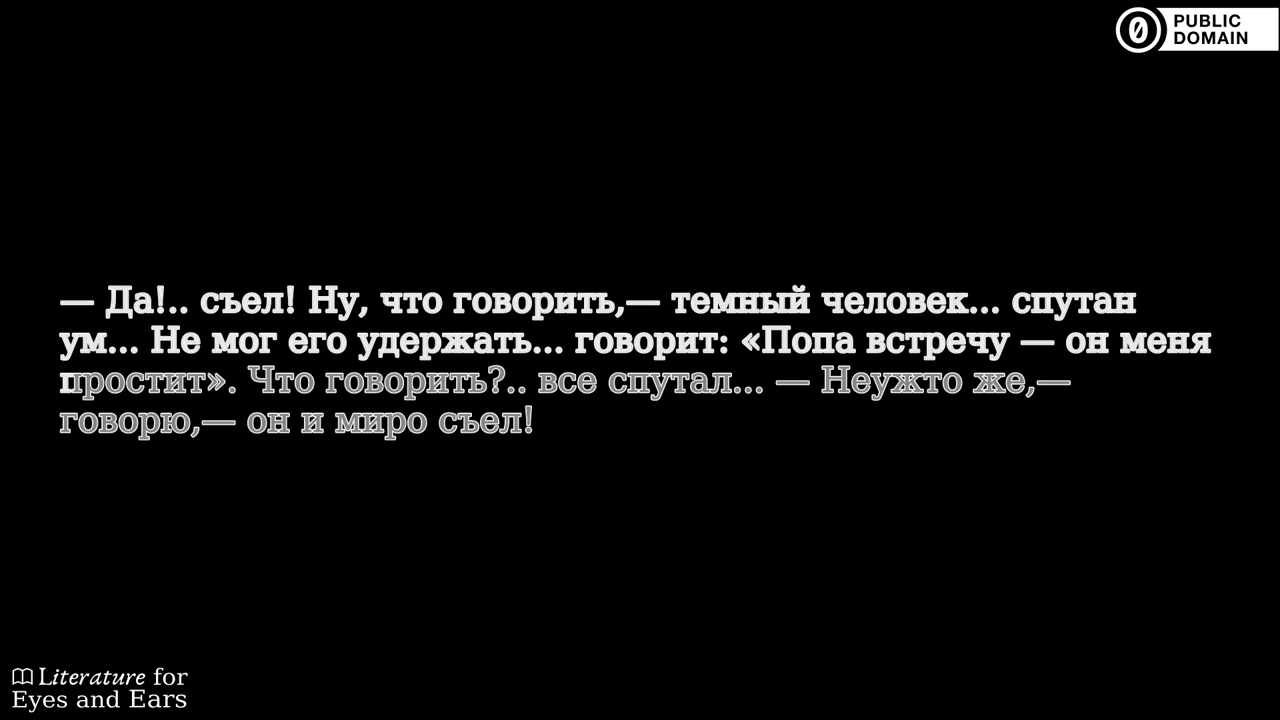 PUBLIC
DOMAIN
— Да!.. съел! Ну, что говорить,— темный человек... спутан
ум... Не мог его удержать... говорит: «Попа встречу — он меня
простит». Что говорить?.. все спутал... — Неужто же,—
говорю,— он и миро съел!
Literature for
Eyes and Ears